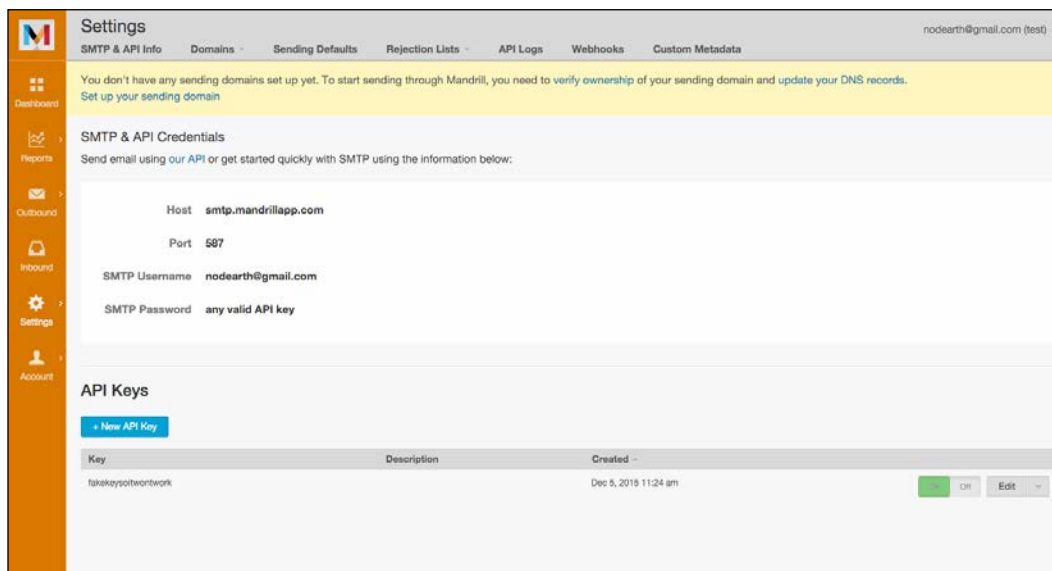 Settings
nodearth@gmail.com (test)
SMTP & API Info Domains Sending Defaults Rejection Lists API Logs Webhooks Custom Metadata
You don't have any sending domains set up yet. To start sending through Mandrill, you need to verify ownership of your sending domain and update your DNS records.
Set up your sending domain
Dashboard
Reports
Outbound
Inbound
Settings
Account
SMTP & API Credentials
Send email using our API or get started quickly with SMTP using the information below:
Host smtp.mandrillapp.com
Port 587
SMTP Username nodearth@gmail.com
SMTP Password any valid API key
API Keys
+ New API Key
Key Description Created
fakekeysoitwontwork Dec 5, 2015 11:24 am On Off Edit